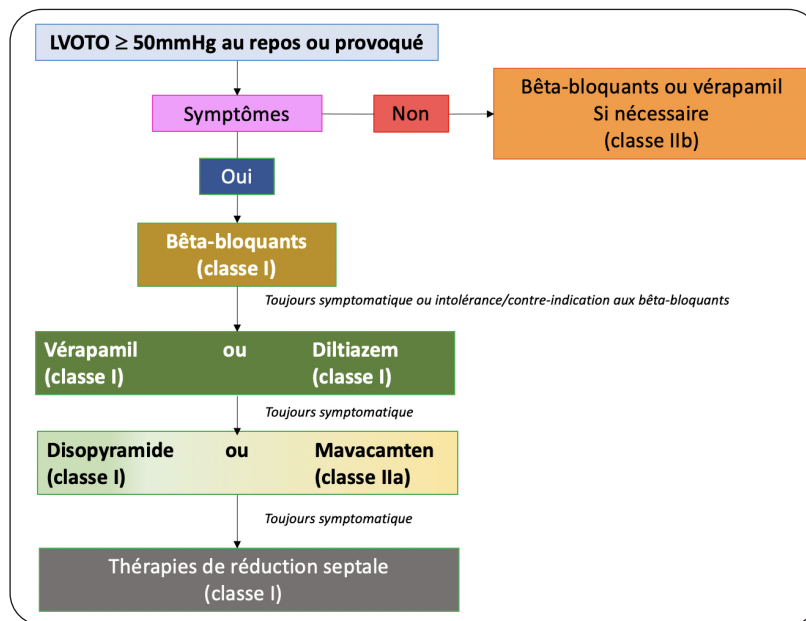 LVOTO ≥ 50mmHg au repos ou provoqué
Symptômes
Non
Bêta-bloquants ou vérapamil
Si nécessaire
(classe IIb)
Oui
Bêta-bloquants
(classe I)
Toujours symptomatique ou intolérance/contre-indication aux bêta-bloquants
Vérapamil ou Diltiazem
(classe I) (classe I)
Toujours symptomatique
Disopyramide ou Mavacamten
(classe I) (classe IIa)
Toujours symptomatique
Thérapies de réduction septale
(classe I)